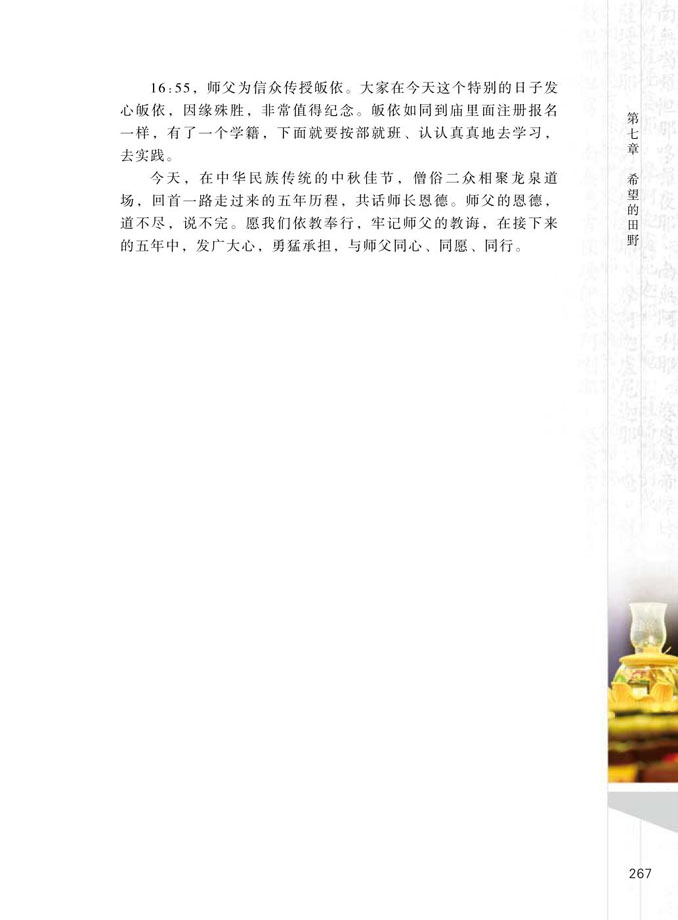 16:55，师父为信众传授皈依。大家在今天这个特别的日子发
心皈依，因缘殊胜，非常值得纪念。皈依如同到庙里面注册报名
一样，有了一个学籍，下面就要按部就班、认认真真地去学习，
去实践。
今天，在中华民族传统的中秋佳节，僧俗二众相聚龙泉道
场，回首一路走过来的五年历程，共话师长恩德。师父的恩德，
道不尽，说不完。愿我们依教奉行，牢记师父的教诲，在接下来
的五年中，发广大心，勇猛承担，与师父同心、同愿、同行。
第七章 希望的田野
267